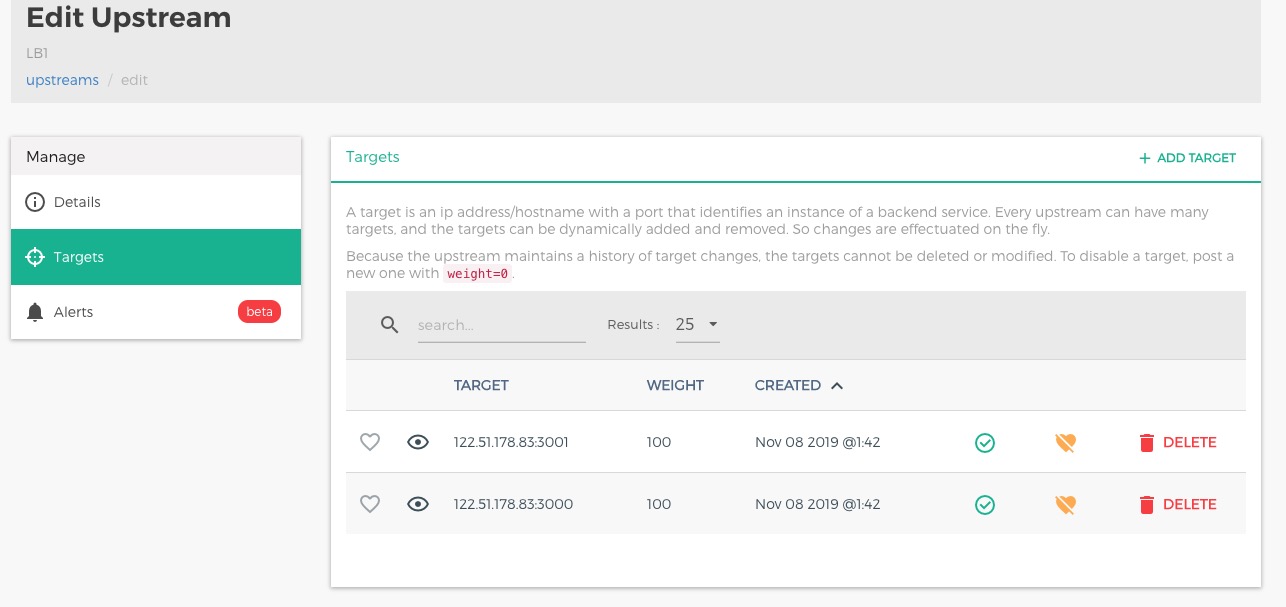 Edit Upstream
LB1
upstreams / edit
Manage
Details
Targets
Alerts beta
Targets
+ ADD TARGET
A target is an ip address/hostname with a port that identifies an instance of a backend service. Every upstream can have many
targets, and the targets can be dynamically added and removed. So changes are effectuated on the fly.
Because the upstream maintains a history of target changes, the targets cannot be deleted or modified. To disable a target, post a
new one with weight=0.
search... Results : 25
TARGET WEIGHT CREATED
122.51.178.83:3001 100 Nov 08 2019 @1:42 DELETE
122.51.178.83:3000 100 Nov 08 2019 @1:42 DELETE